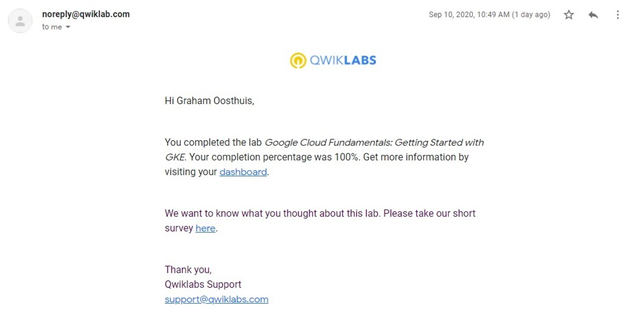 noreply@qwiklab.com
Sep 10, 2020, 10:49 AM (1 day ago)
to me
QWIKLABS
Hi Graham Oosthuis,
You completed the lab Google Cloud Fundamentals: Getting Started with
GKE. Your completion percentage was 100%. Get more information by
visiting your dashboard.
We want to know what you thought about this lab. Please take our short
survey here.
Thank you,
Qwiklabs Support
support@qwiklabs.com